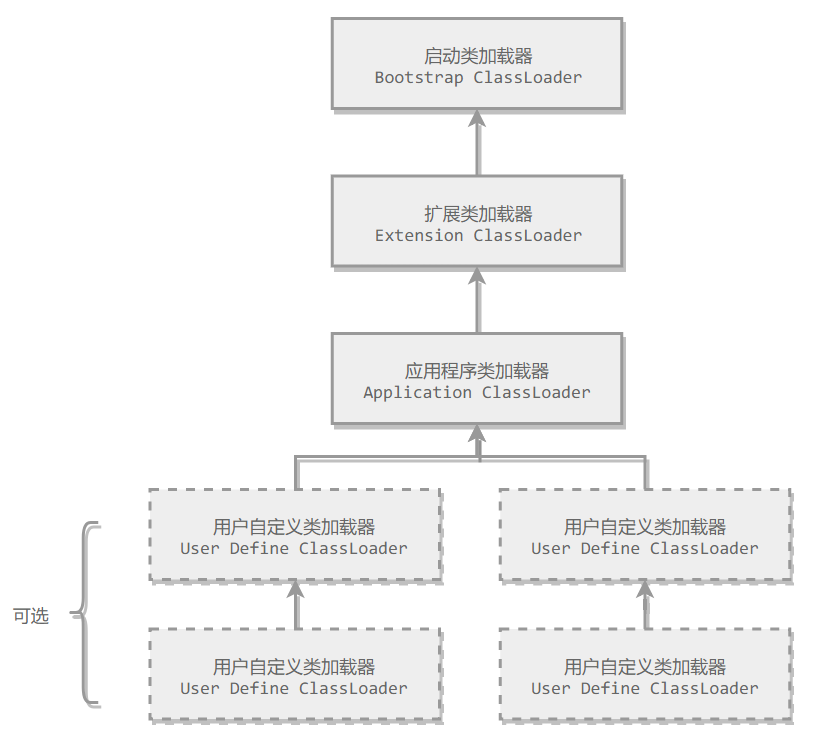 启动类加载器
Bootstrap ClassLoader
扩展类加载器
Extension ClassLoader
应用程序类加载器
Application ClassLoader
用户自定义类加载器
User Define ClassLoader
用户自定义类加载器
User Define ClassLoader
可选
用户自定义类加载器
User Define ClassLoader
用户自定义类加载器
User Define ClassLoader